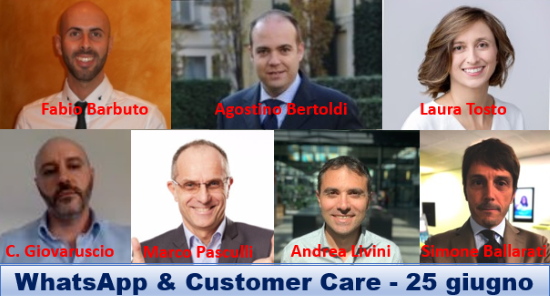 Fabio Barbuto
Agostino Bertoldi
Laura Tosto
C. Giovaruscio
Marco Pasculli
Andrea Livini
Simone Ballarati
WhatsApp & Customer Care - 25 giugno